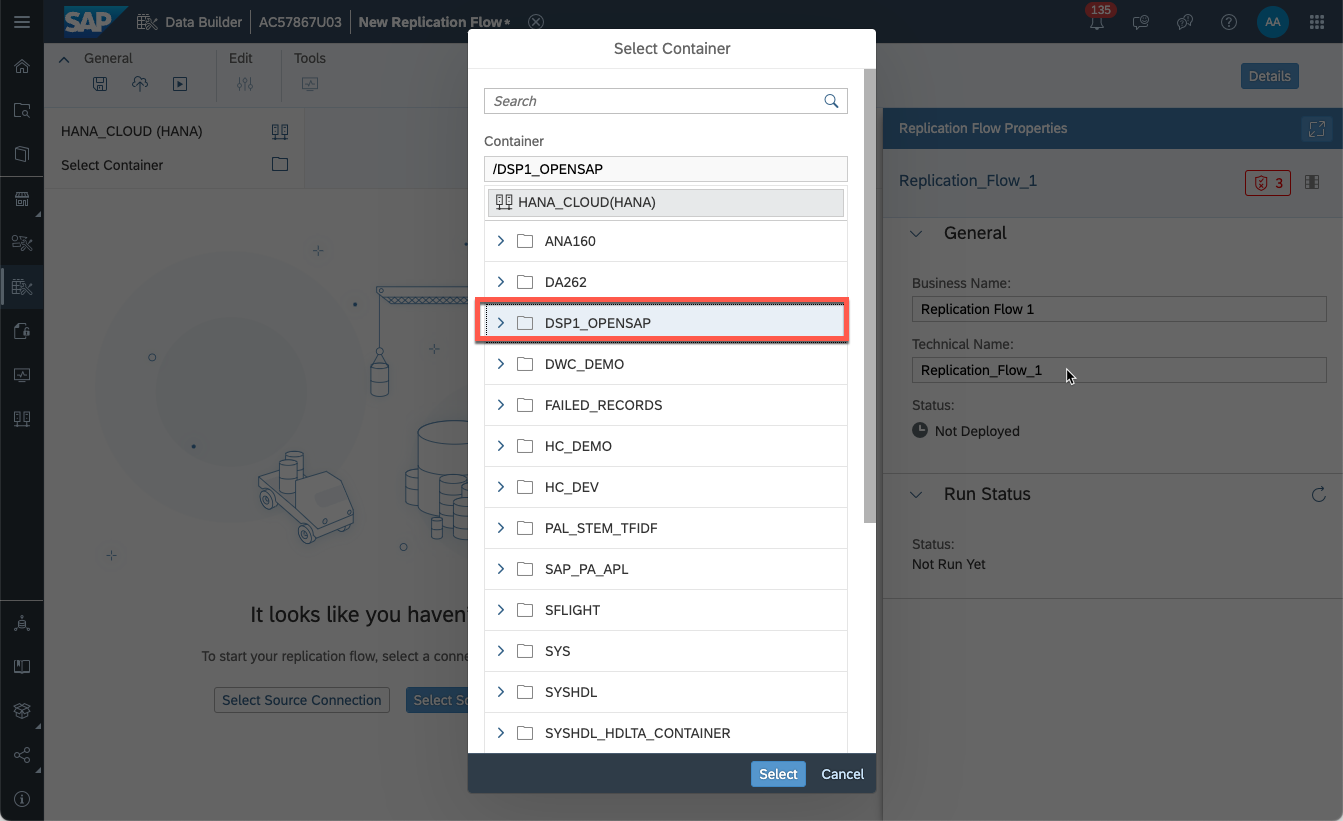 SAP
Data Builder
AC57867U03
New Replication Flow*
135
AA
General
Edit
Tools
Details
HANA_CLOUD (HANA)
Select Container
It looks like you haven'
To start your replication flow, select a conne
Select Source Connection
Select So
Select Container
Search
Container
/DSP1_OPENSAP
HANA_CLOUD(HANA)
ANA160
DA262
DSP1_OPENSAP
DWC_DEMO
FAILED_RECORDS
HC_DEMO
HC_DEV
PAL_STEM_TFIDF
SAP_PA_APL
SFLIGHT
SYS
SYSHDL
SYSHDL_HDLTA_CONTAINER
Select
Cancel
Replication Flow Properties
Replication_Flow_1
3
General
Business Name:
Replication Flow 1
Technical Name:
Replication_Flow_1
Status:
Not Deployed
Run Status
Status:
Not Run Yet